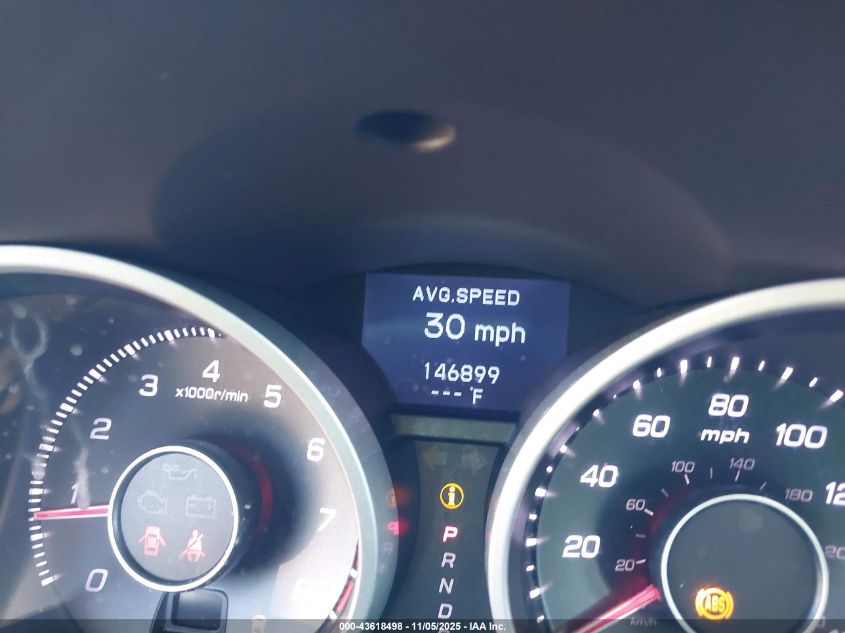 AVG.SPEED
30 mph
146899
--- °F
0 1 2 3 4 5 6 7
x1000r/min
P
R
N
D
20 40 60 80 100
mph
20 60 100 140 180
km/h
ABS
000-43618498 - 11/05/2025 - IAA Inc.